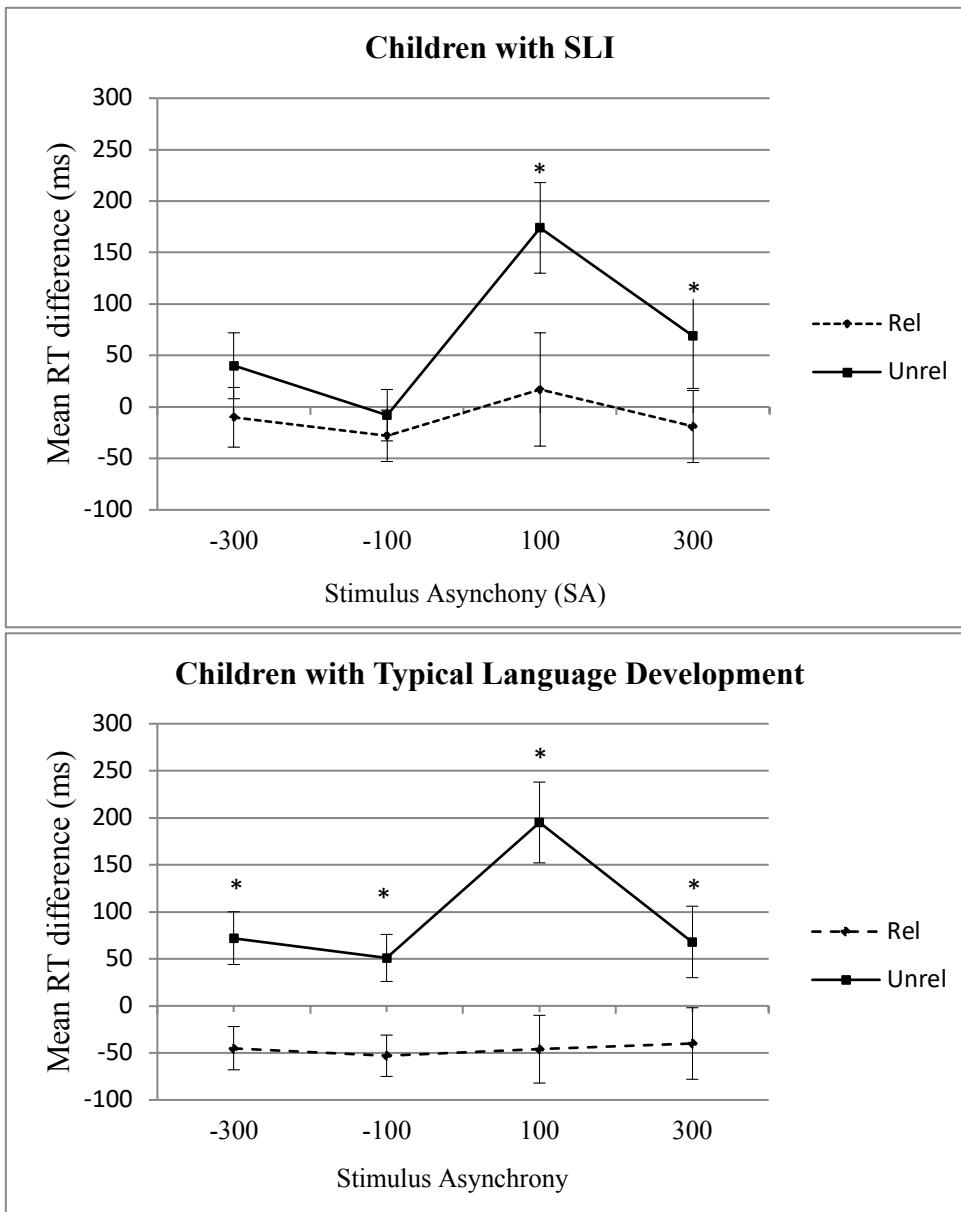 Children with SLI
300
250
200
150
100
50
0
-50
-100
Mean RT difference (ms)
*
*
-300 -100 100 300
Stimulus Asynchony (SA)
Rel
Unrel
Children with Typical Language Development
300
250
200
150
100
50
0
-50
-100
Mean RT difference (ms)
*
*
*
*
-300 -100 100 300
Stimulus Asynchrony
Rel
Unrel